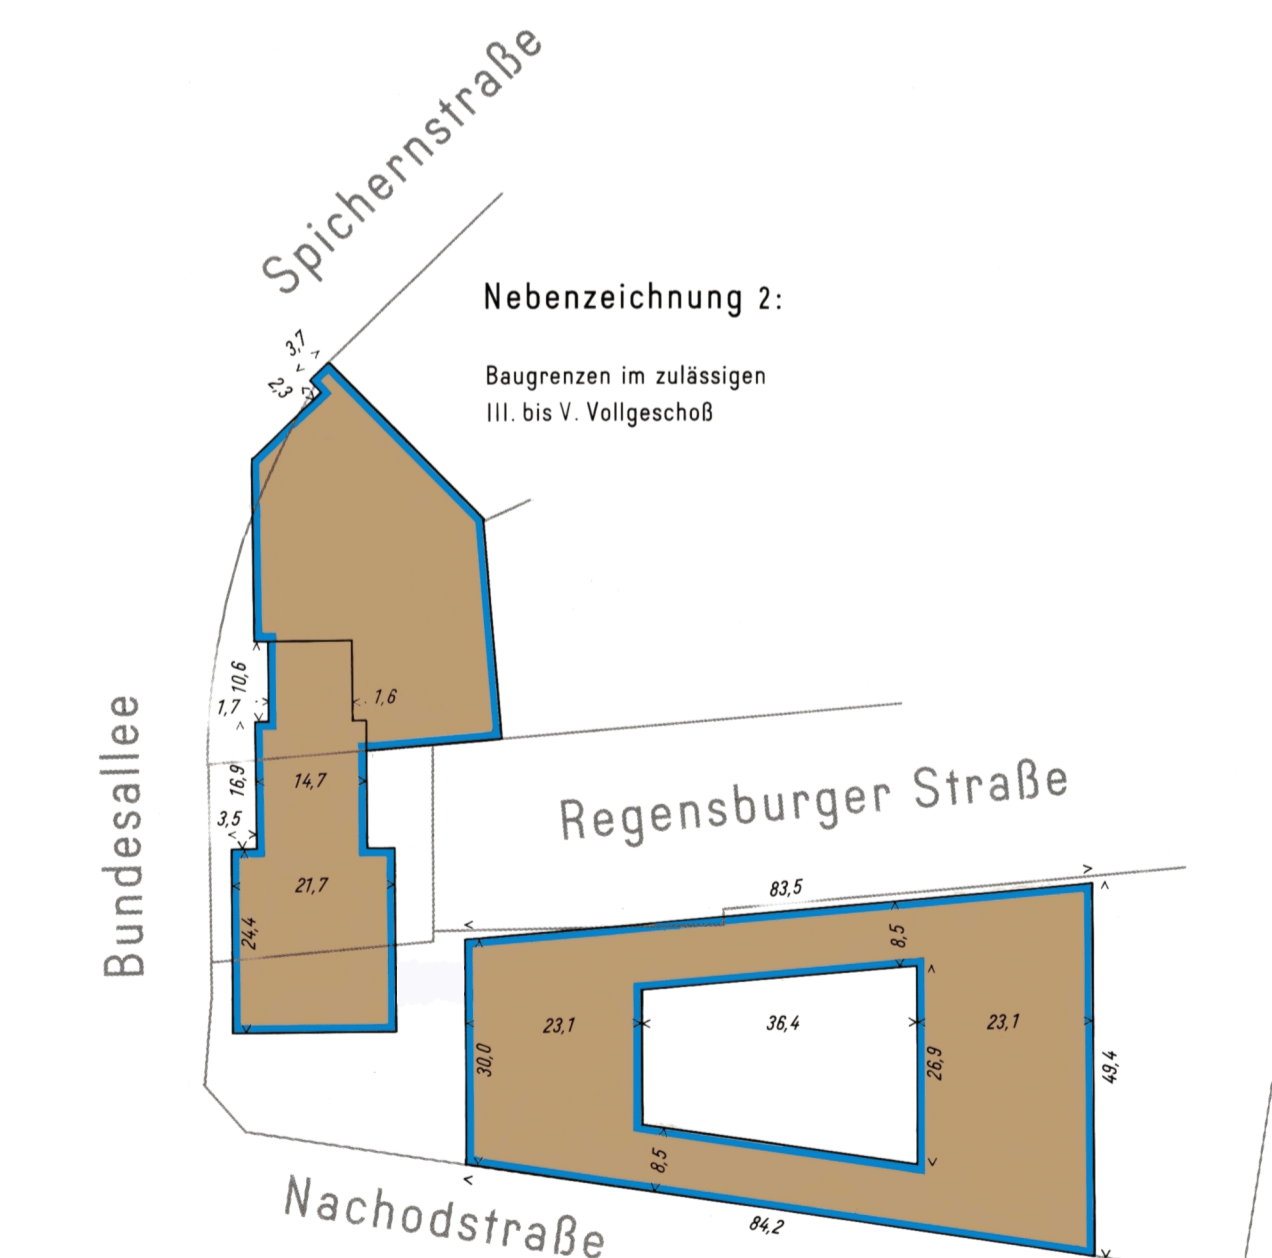 Spichernstraße
Nebenzeichnung 2:
3,7
Baugrenzen im zulässigen
2,3
III. bis V. Vollgeschoß
10,6
1,7
1,6
Bundesallee
16,9
14,7
Regensburger Straße
3,5
21,7
83,5
24,4
8,5
23,1
36,4
23,1
30,0
26,9
49,4
8,5
Nachodstraße
84,2